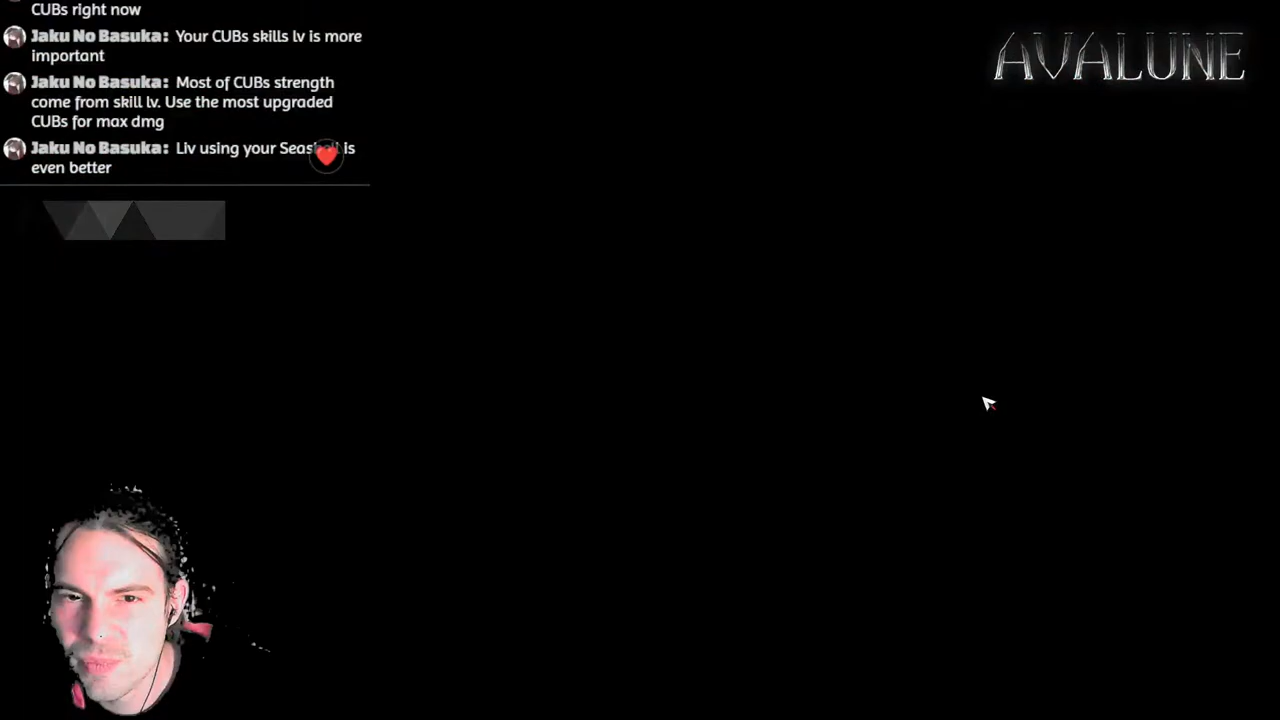 CUBs right now
Jaku No Basuka: Your CUBs skills lv is more
important
Jaku No Basuka: Most of CUBs strength
come from skill lv. Use the most upgraded
CUBs for max dmg
Jaku No Basuka: Liv using your is
even better
AVALUNE